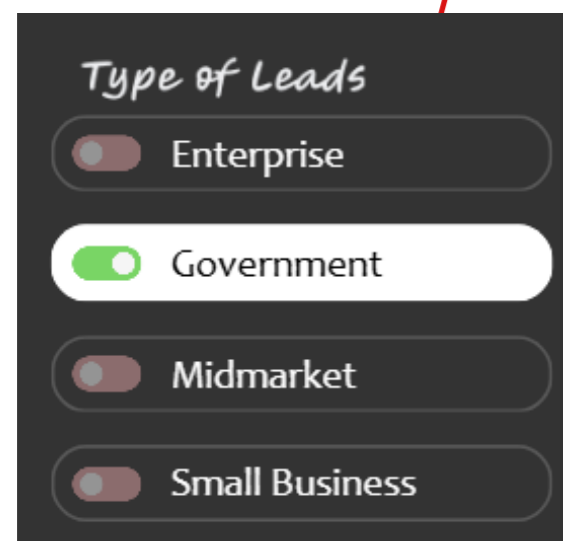 Type of Leads
Enterprise
Government
Midmarket
Small Business